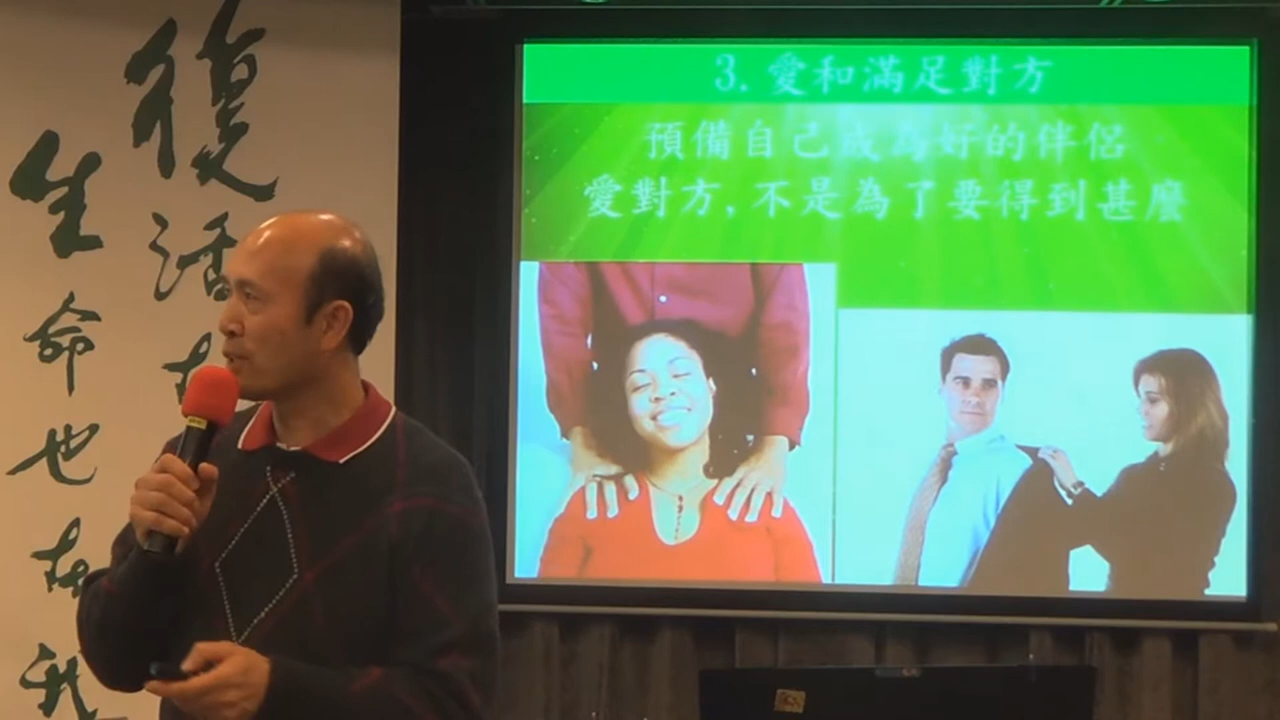 復活在
生命也在我
3. 愛和滿足對方
預備自己成為好的伴侶
愛對方, 不是為了要得到甚麼